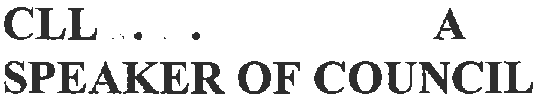 CLL . . . A
SPEAKER OF COUNCIL